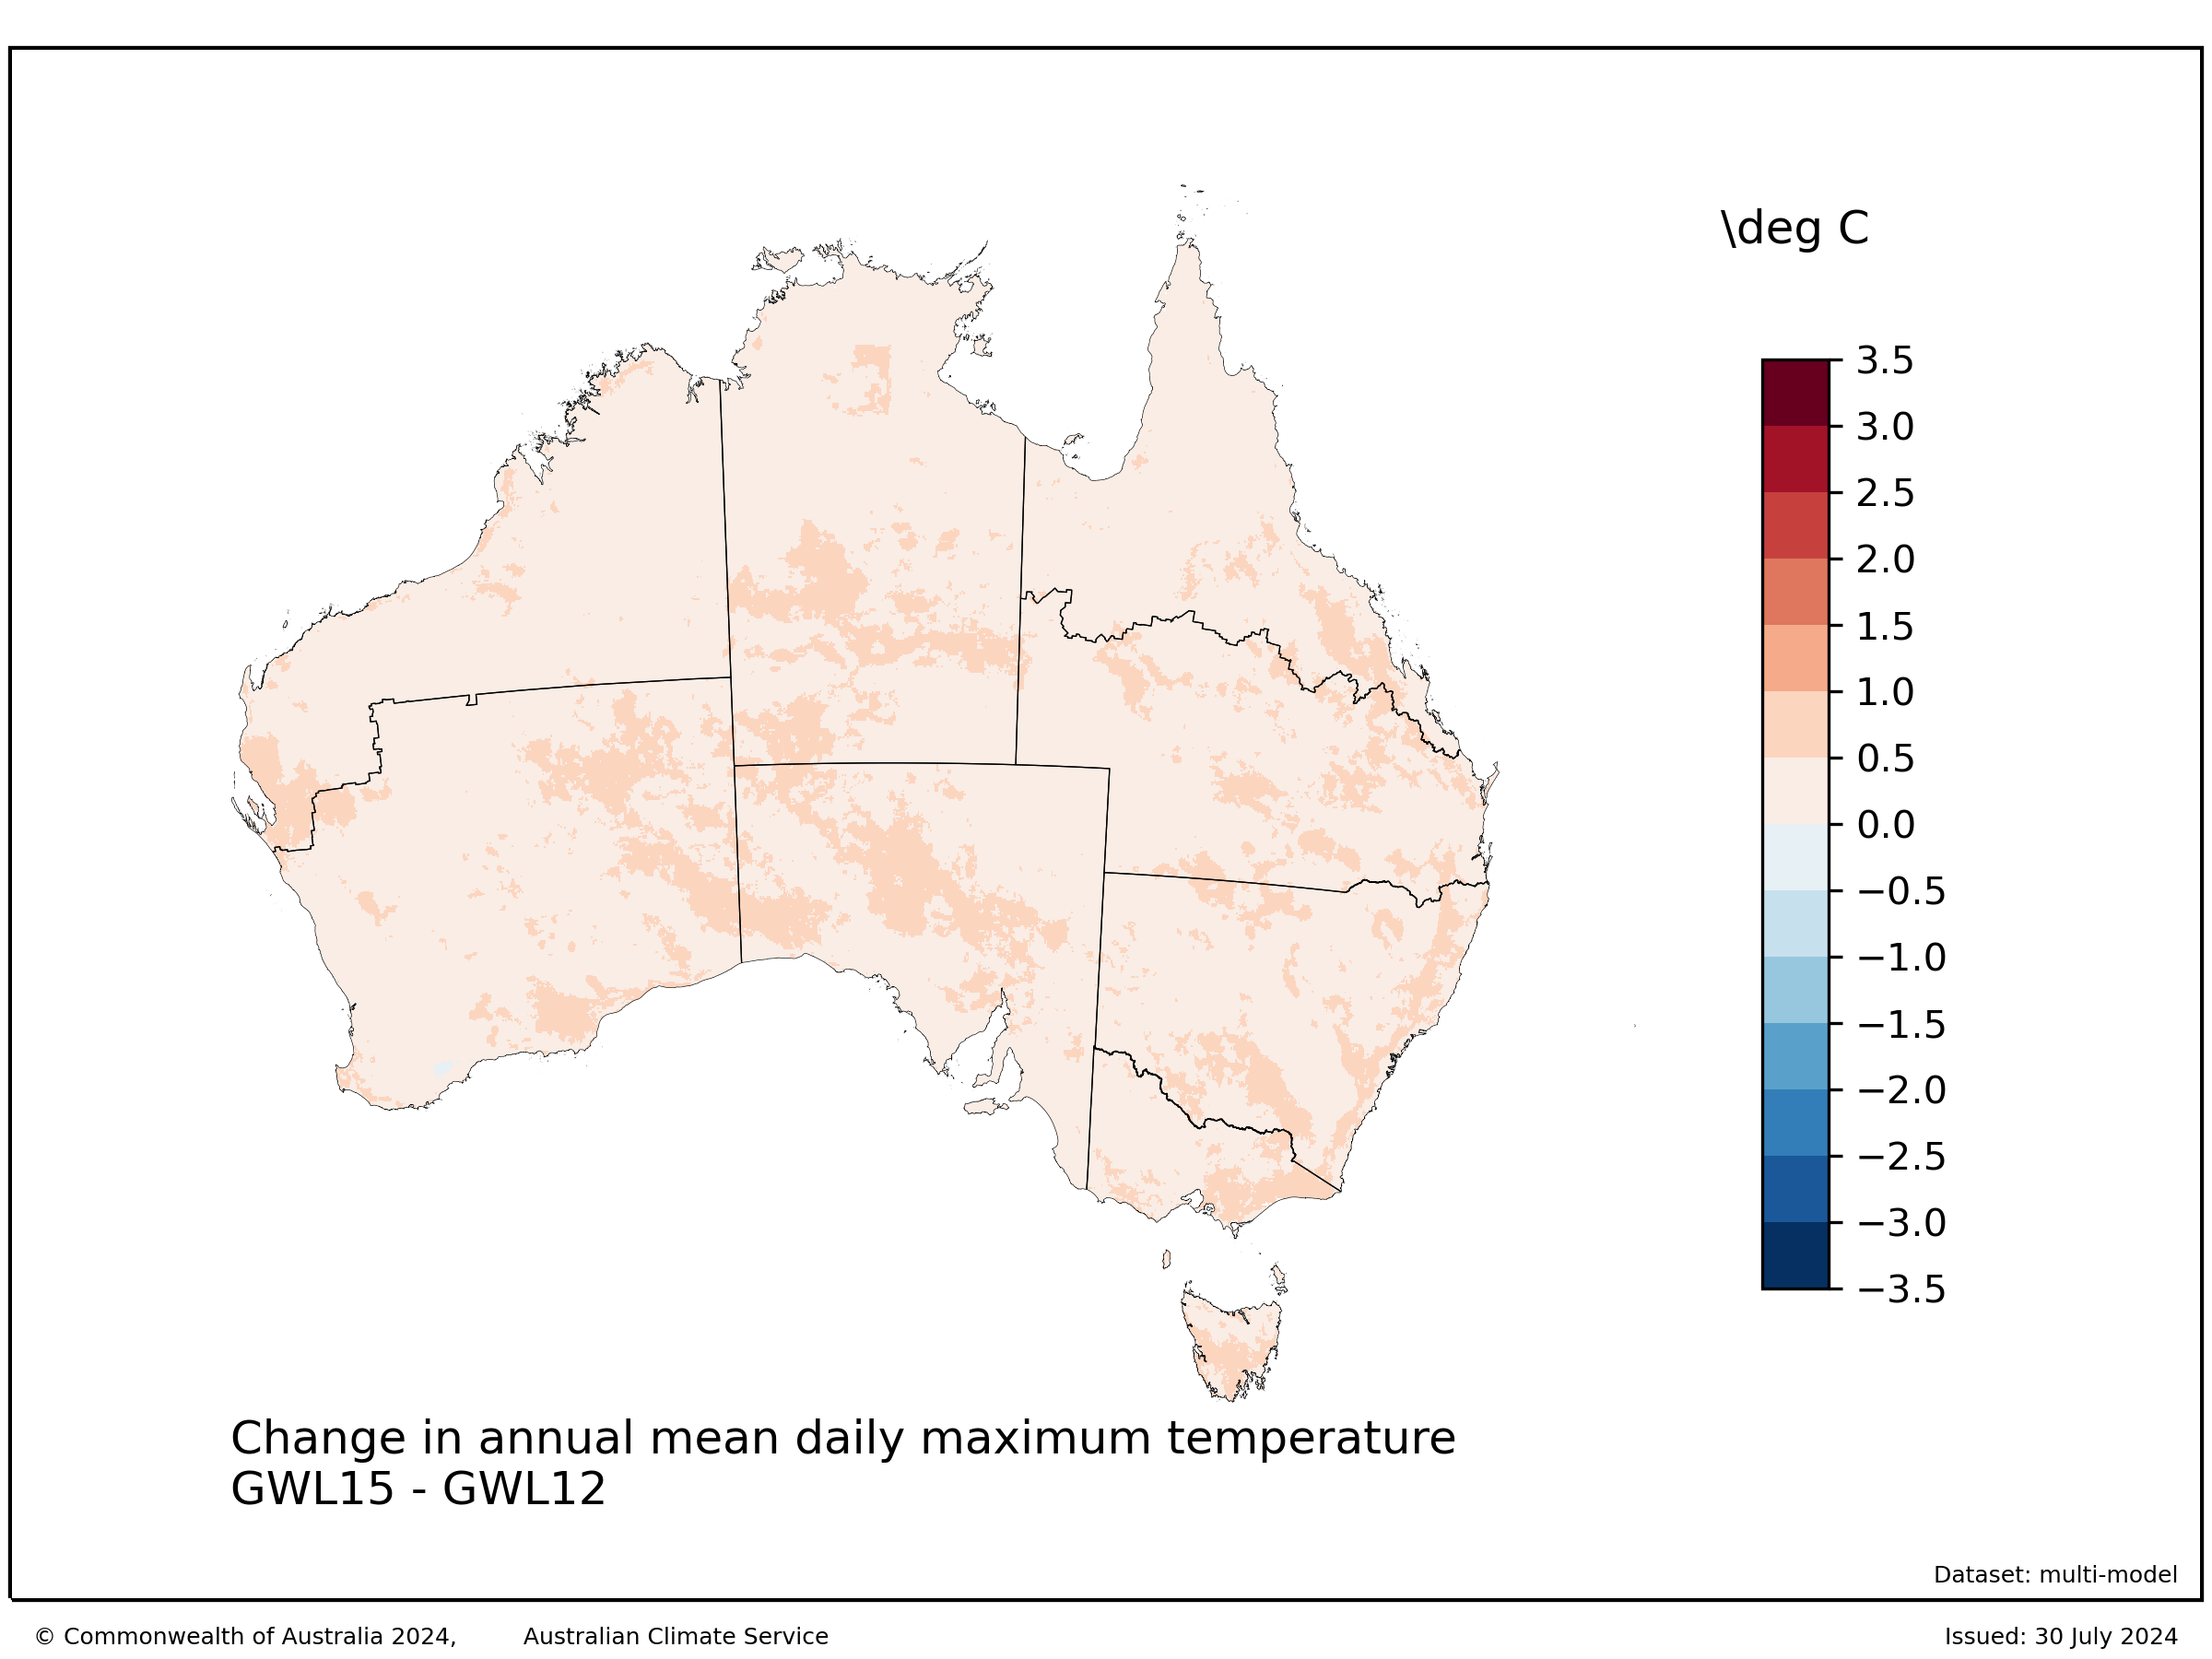 \deg C
3.5
3.0
2.5
2.0
1.5
1.0
0.5
0.0
−0.5
−1.0
−1.5
−2.0
−2.5
−3.0
−3.5
Change in annual mean daily maximum temperature
GWL15 - GWL12
Dataset: multi-model
© Commonwealth of Australia 2024, Australian Climate Service
Issued: 30 July 2024